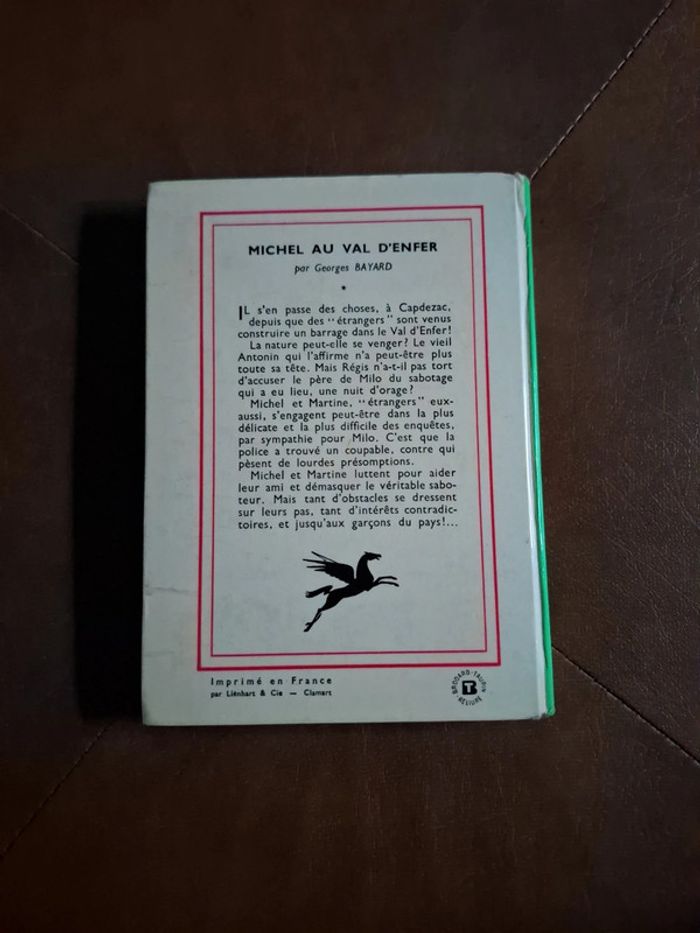 MICHEL AU VAL D'ENFER
par Georges BAYARD
IL s'en passe des choses, à Capdezac,
depuis que des "étrangers" sont venus
construire un barrage dans le Val d'Enfer!
La nature peut-elle se venger? Le vieil
Antonin qui l'affirme n'a peut-être plus
toute sa tête. Mais Régis n'a-t-il pas tort
d'accuser le père de Milo du sabotage
qui a eu lieu, une nuit d'orage?
Michel et Martine, "étrangers" eux-
aussi, s'engagent peut-être dans la plus
délicate et la plus difficile des enquêtes,
par sympathie pour Milo. C'est que la
police a trouvé un coupable, contre qui
pèsent de lourdes présomptions.
Michel et Martine luttent pour aider
leur ami et démasquer le véritable sabo-
teur. Mais tant d'obstacles se dressent
sur leurs pas, tant d'intérêts contradic-
toires, et jusqu'aux garçons du pays!...
Imprimé en France
par Liénhart & Cie — Clamart
BRODARD-TAUPIN
T
RELIURE